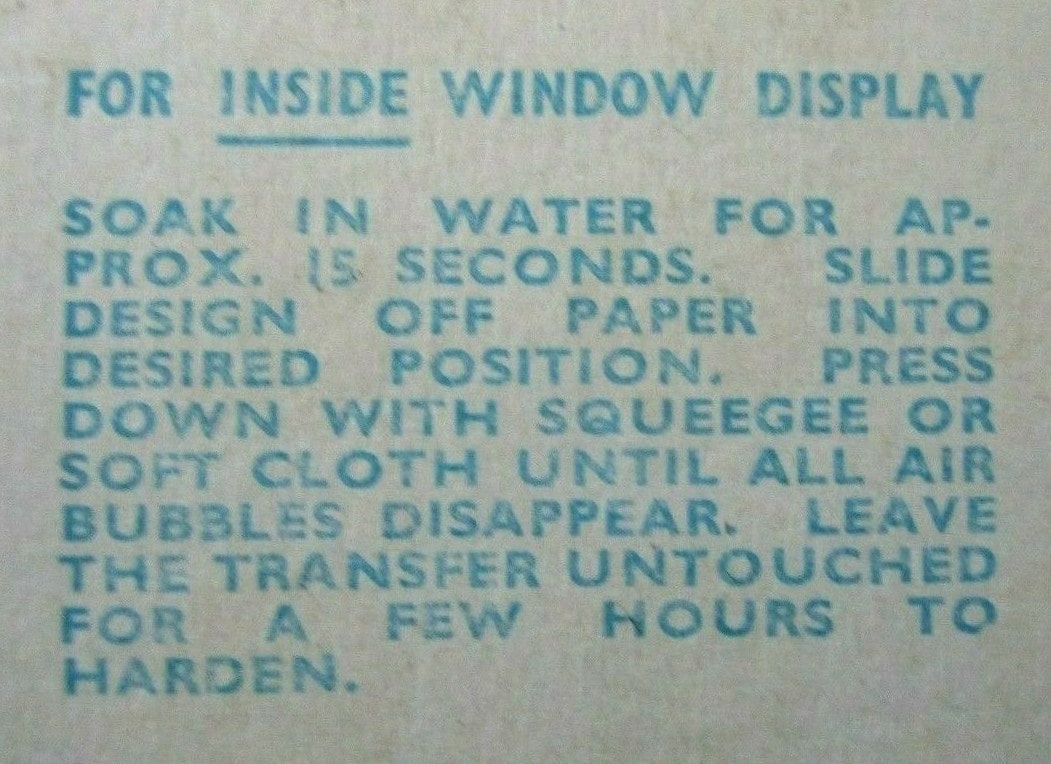 FOR INSIDE WINDOW DISPLAY
SOAK IN WATER FOR AP-
PROX. 15 SECONDS. SLIDE
DESIGN OFF PAPER INTO
DESIRED POSITION. PRESS
DOWN WITH SQUEEGEE OR
SOFT CLOTH UNTIL ALL AIR
BUBBLES DISAPPEAR. LEAVE
THE TRANSFER UNTOUCHED
FOR A FEW HOURS TO
HARDEN.